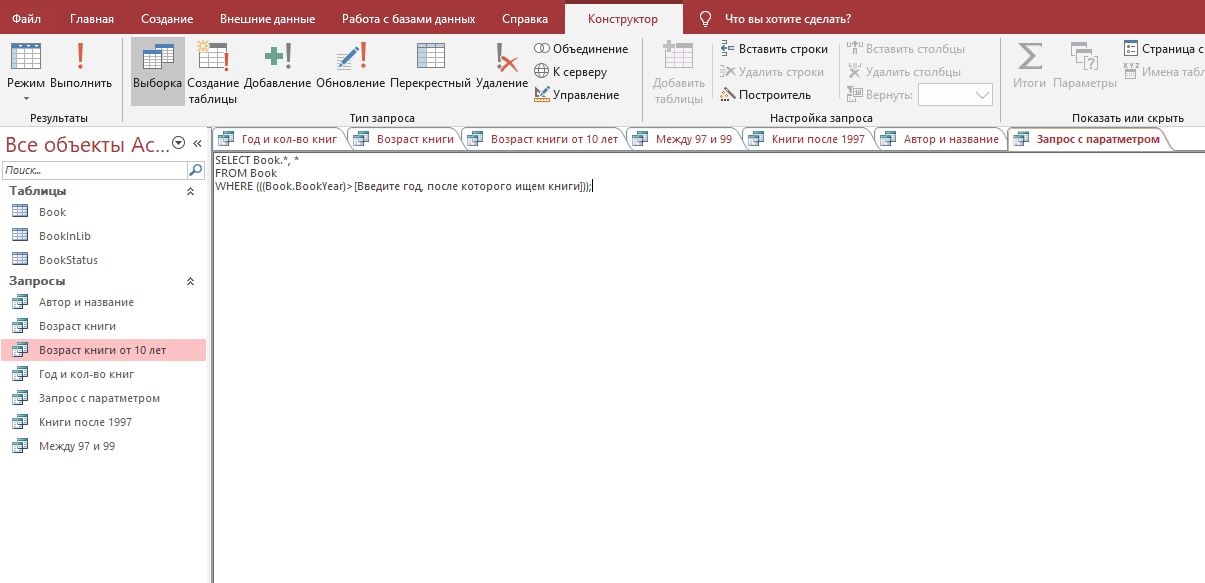 Файл Главная Создание Внешние данные Работа с базами данных Справка Конструктор Что вы хотите сделать?
Режим Выполнить
Результаты
Выборка Создание таблицы Добавление Обновление Перекрестный Удаление
Объединение
К серверу
Управление
Тип запроса
Добавить таблицы
Вставить строки
Удалить строки
Построитель
Вставить столбцы
Удалить столбцы
Вернуть:
Настройка запроса
Итоги Параметры
Страница с
Имена табл
Показать или скрыть
Все объекты Ac...
Поиск...
Таблицы
Book
BookInLib
BookStatus
Запросы
Автор и название
Возраст книги
Возраст книги от 10 лет
Год и кол-во книг
Запрос с паратметром
Книги после 1997
Между 97 и 99
Год и кол-во книг Возраст книги Возраст книги от 10 лет Между 97 и 99 Книги после 1997 Автор и название Запрос с паратметром
SELECT Book.*, *
FROM Book
WHERE (((Book.BookYear)>[Введите год, после которого ищем книги]));